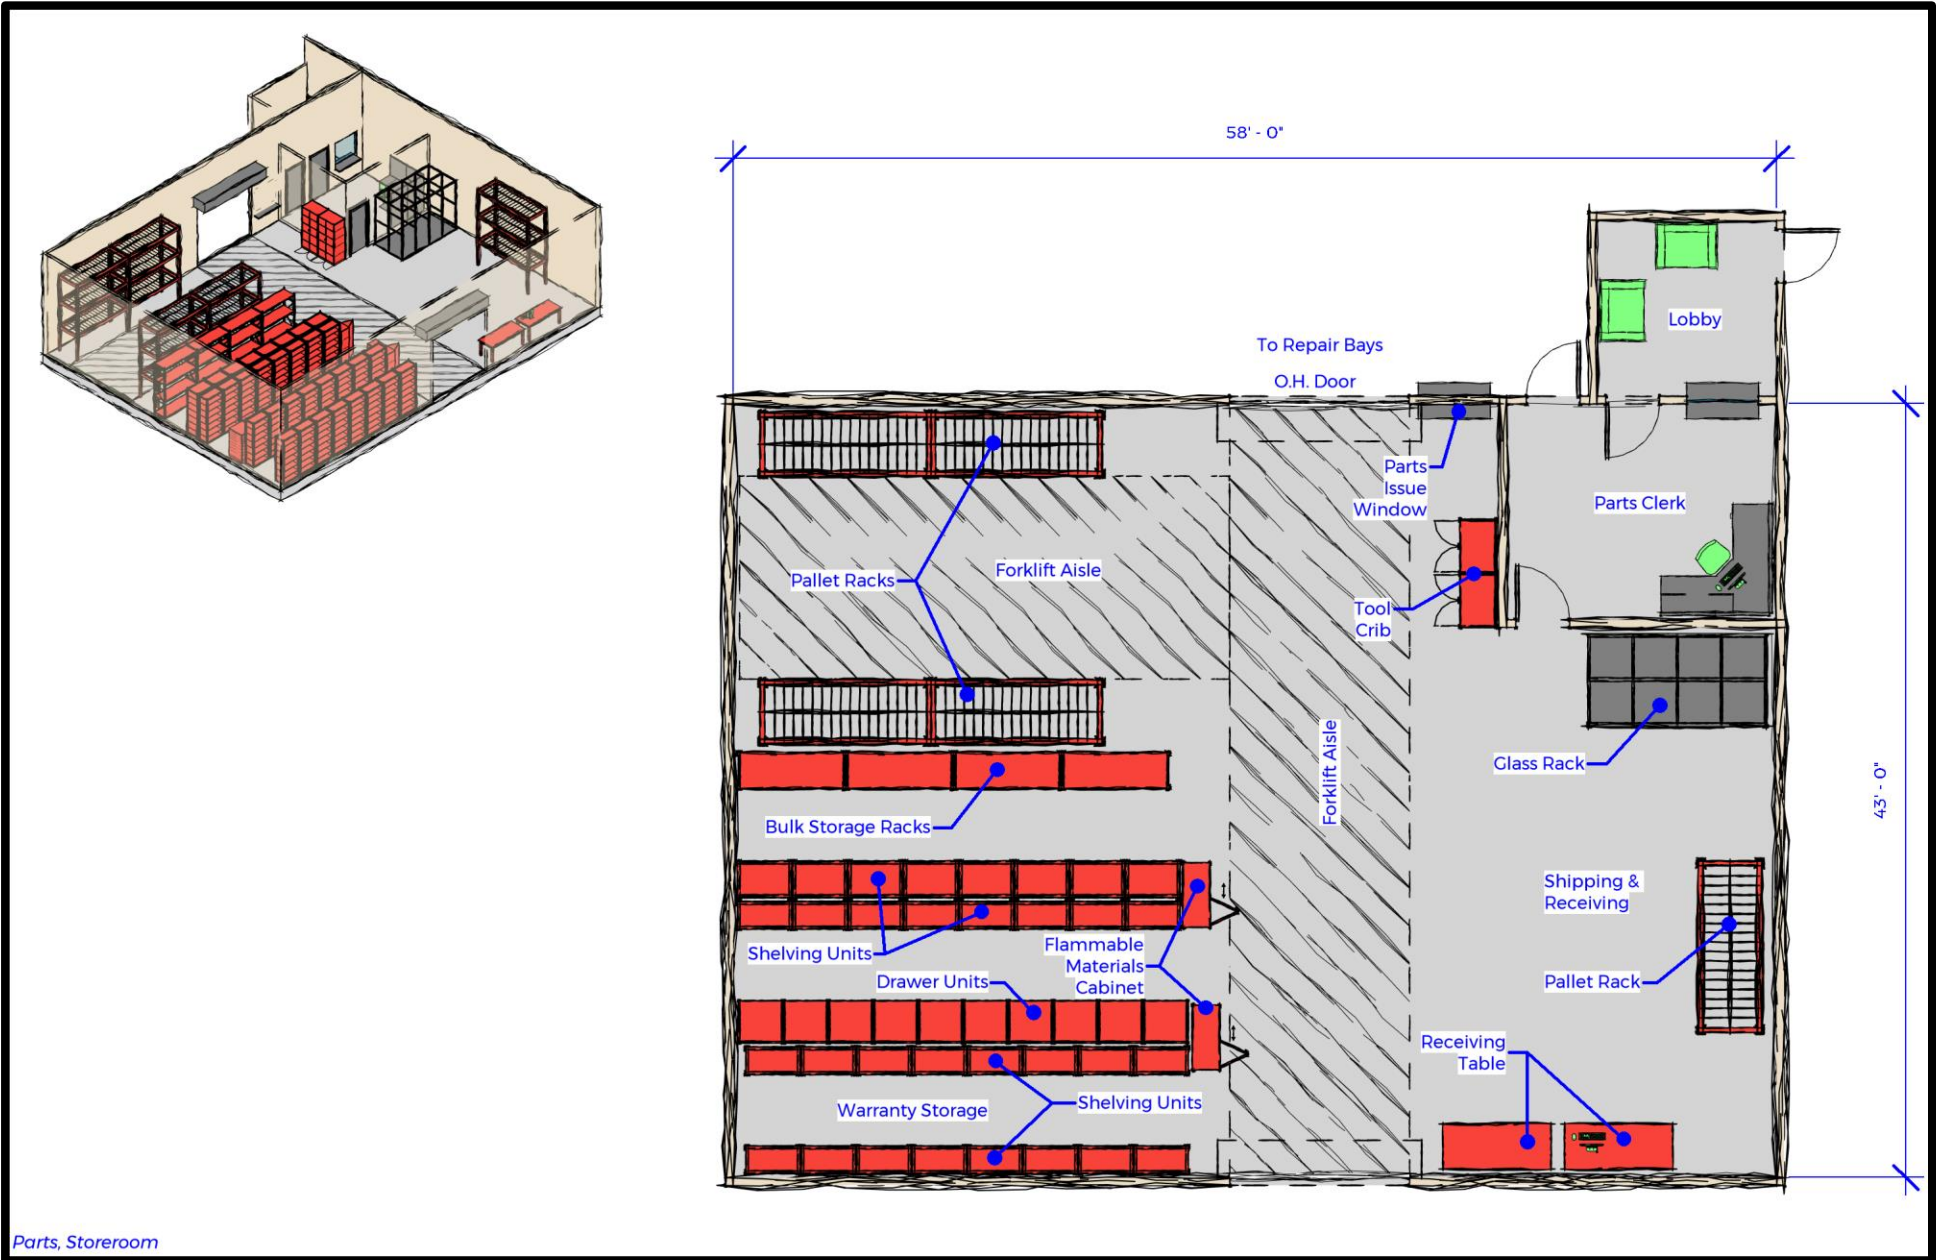 58' - 0"
Lobby
To Repair Bays
O.H. Door
Parts
Issue
Window
Parts Clerk
Pallet Racks
Forklift Aisle
Tool
Crib
Forklift Aisle
Glass Rack
43' - 0"
Bulk Storage Racks
Shipping &
Receiving
Shelving Units
Flammable
Materials
Cabinet
Drawer Units
Pallet Rack
Receiving
Table
Warranty Storage
Shelving Units
Parts, Storeroom